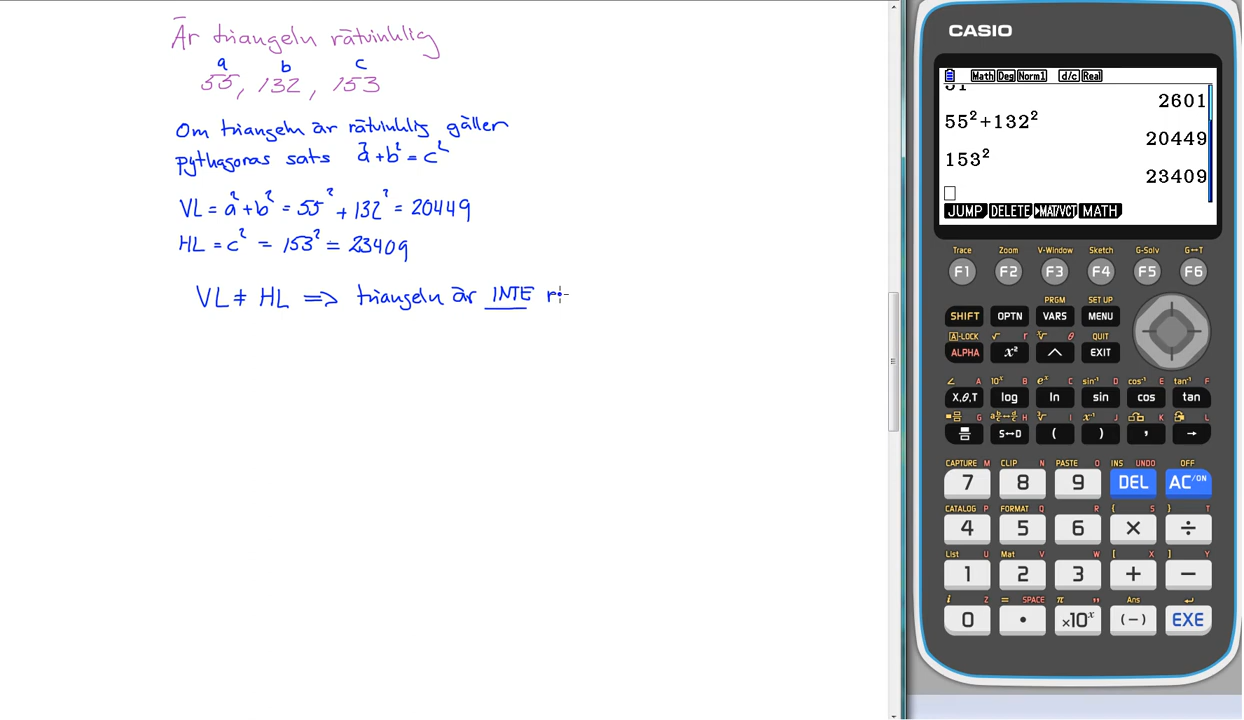 Är triangeln rätvinklig
a b c
55, 132, 153
Om triangeln är rätvinklig gäller
pythagoras sats a²+b²=c²
VL = a²+b² = 55² + 132² = 20449
HL = c² = 153² = 23409
VL ≠ HL => triangeln är INTE r
CASIO
Math Deg Norm1 d/c Real
2601
55²+132²
20449
153²
23409
JUMP DELETE ▶MAT/VCT MATH
Trace Zoom V-Window Sketch G-Solv G↔T
F1 F2 F3 F4 F5 F6
PRGM SET UP
SHIFT OPTN VARS MENU
A-LOCK √ r ˣ√ θ QUIT
ALPHA x² ^ EXIT
∠ A 10ˣ B eˣ C sin⁻¹ D cos⁻¹ E tan⁻¹ F
X,θ,T log ln sin cos tan
G H ³√ I x⁻¹ J K L
S↔D ( ) , →
CAPTURE M CLIP N PASTE O INS UNDO OFF
7 8 9 DEL AC/ON
CATALOG P FORMAT Q R { S } T
4 5 6 × ÷
List U Mat V W [ X ] Y
1 2 3 + −
i Z = SPACE π " Ans ↵
0 • ×10ˣ (−) EXE